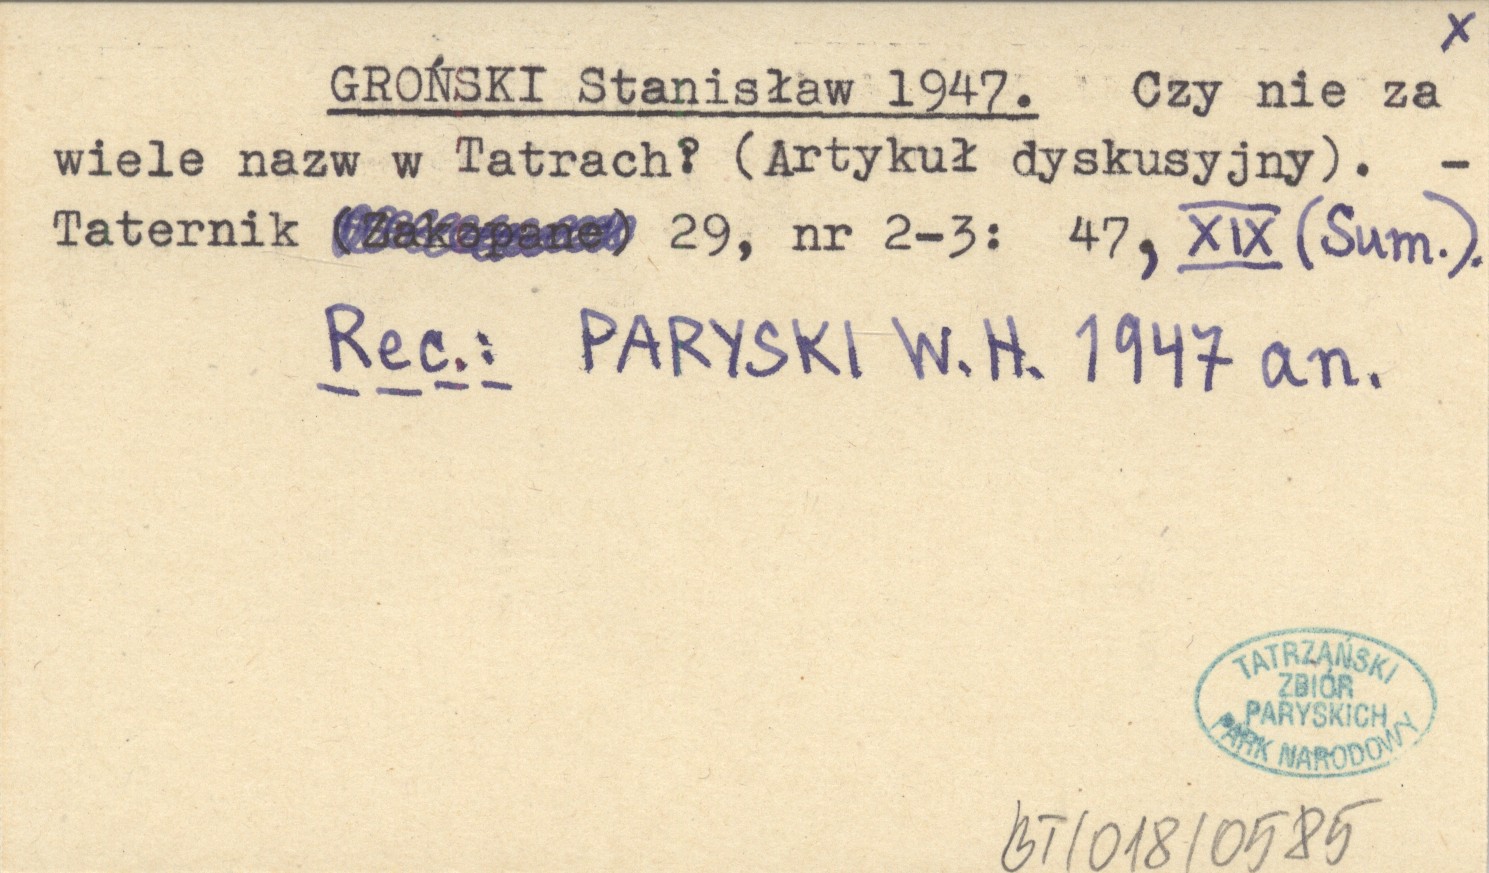 x
GROŃSKI Stanisław 1947. Czy nie za
wiele nazw w Tatrach? (Artykuł dyskusyjny). -
Taternik (Zakopane) 29, nr 2-3: 47, XIX (Sum.).
Rec.: PARYSKI W.H. 1947 an.
TATRZAŃSKI
ZBIÓR
PARYSKICH
PARK NARODOWY
BT/018/0585